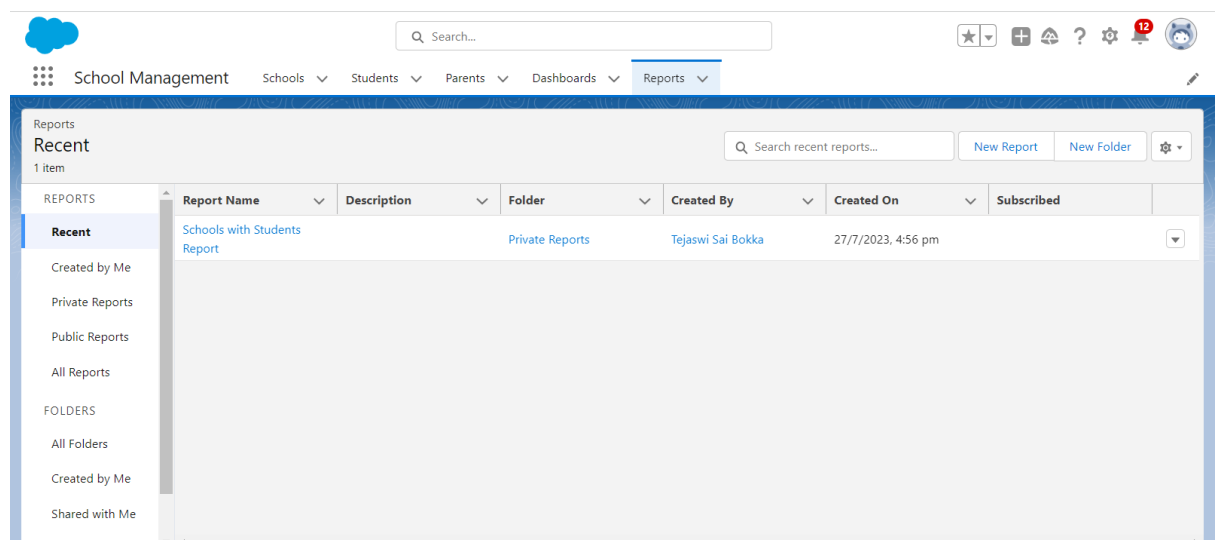 Search...
12
School Management Schools Students Parents Dashboards Reports
Reports
Recent
1 item
Search recent reports... New Report New Folder
REPORTS
Report Name Description Folder Created By Created On Subscribed
Recent
Schools with Students
Report
Private Reports Tejaswi Sai Bokka 27/7/2023, 4:56 pm
Created by Me
Private Reports
Public Reports
All Reports
FOLDERS
All Folders
Created by Me
Shared with Me